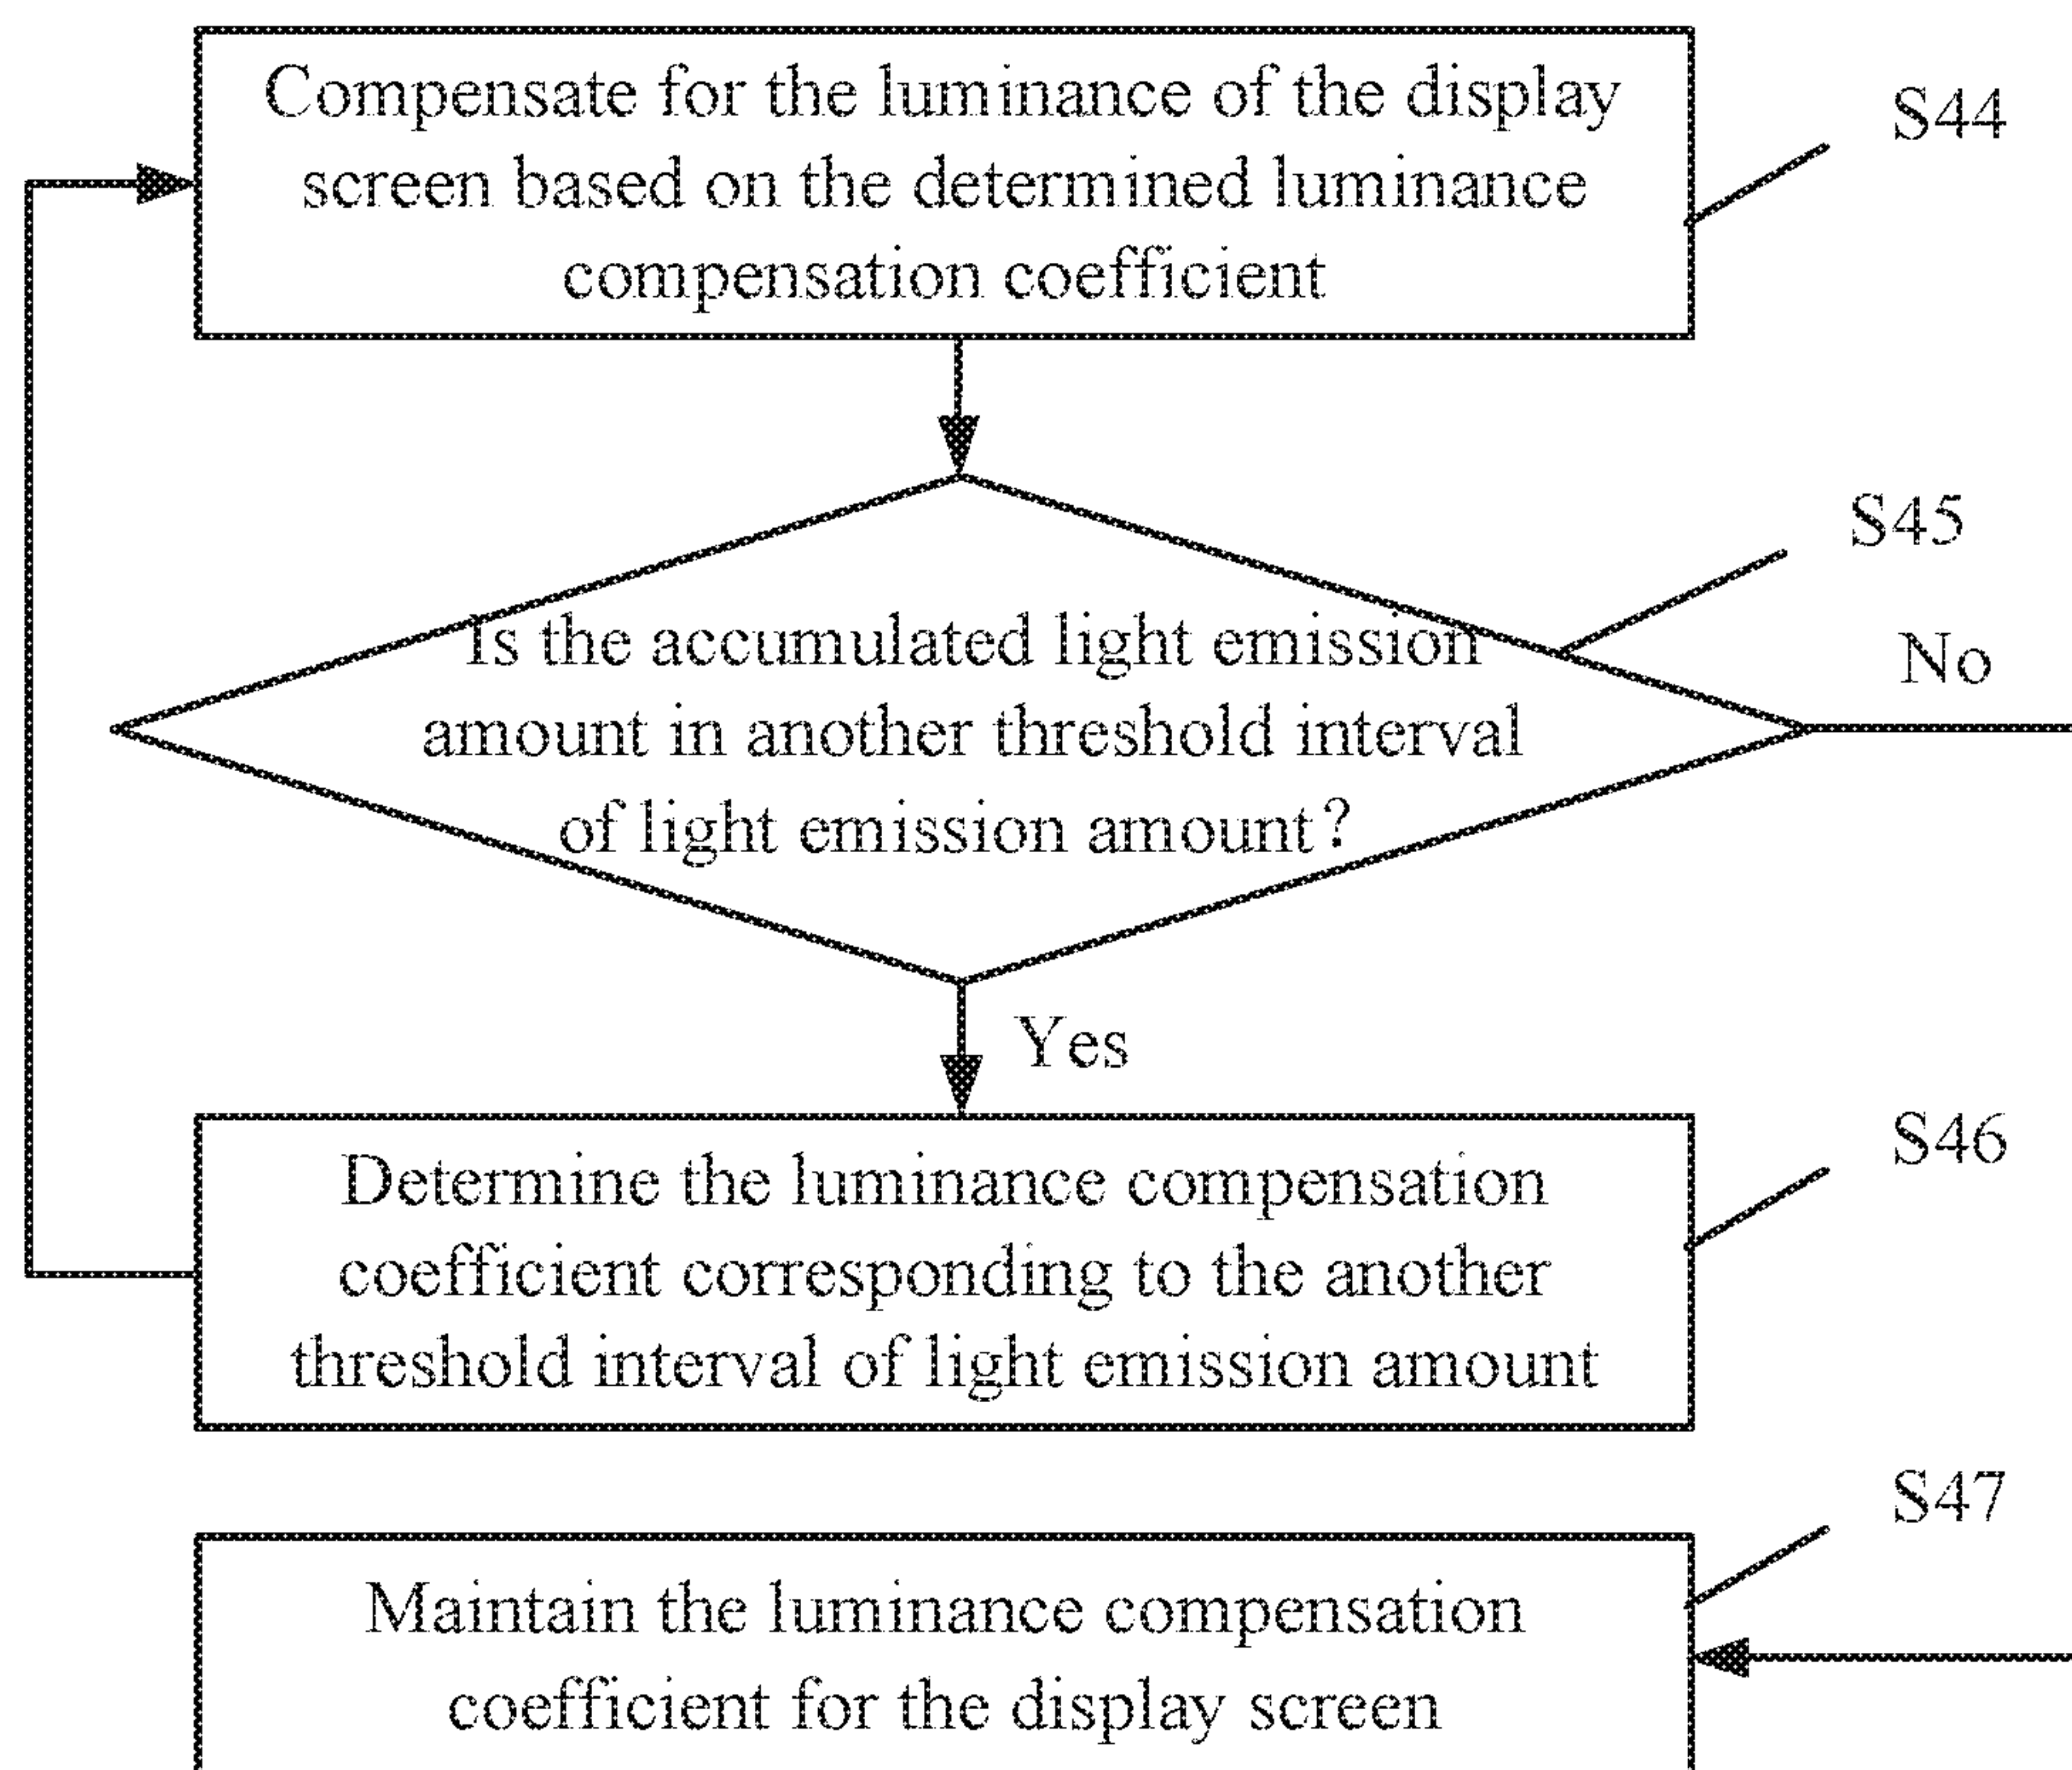 Compensate for the luminance of the display
screen based on the determined luminance
compensation coefficient
S44
S45
Is the accumulated light emission
amount in another threshold interval
of light emission amount?
No
Yes
S46
Determine the luminance compensation
coefficient corresponding to the another
threshold interval of light emission amount
S47
Maintain the luminance compensation
coefficient for the display screen